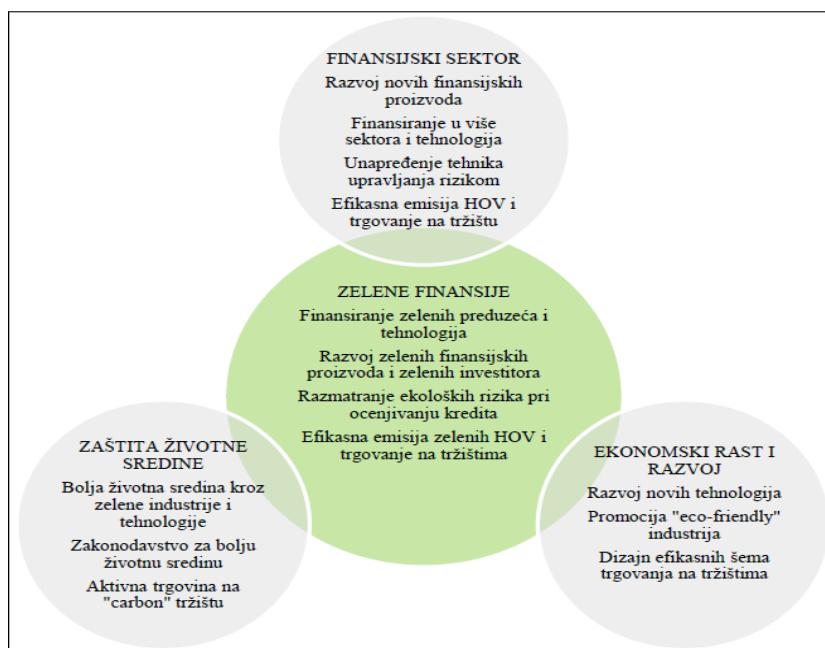 FINANSIJSKI SEKTOR
Razvoj novih finansijskih
proizvoda
Finansiranje u više
sektora i tehnologija
Unapređenje tehnika
upravljanja rizikom
Efikasna emisija HOV i
trgovanje na tržištu
ZELENE FINANSIJE
Finansiranje zelenih preduzeća i
tehnologija
Razvoj zelenih finansijskih
proizvoda i zelenih investitora
Razmatranje ekoloških rizika pri
ocenjivanju kredita
Efikasna emisija zelenih HOV i
trgovanje na tržištima
ZAŠTITA ŽIVOTNE
SREDINE
Bolja životna sredina kroz
zelene industrije i
tehnologije
Zakonodavstvo za bolju
životnu sredinu
Aktivna trgovina na
"carbon" tržištu
EKONOMSKI RAST I
RAZVOJ
Razvoj novih tehnologija
Promocija "eco-friendly"
industrija
Dizajn efikasnih šema
trgovanja na tržištima